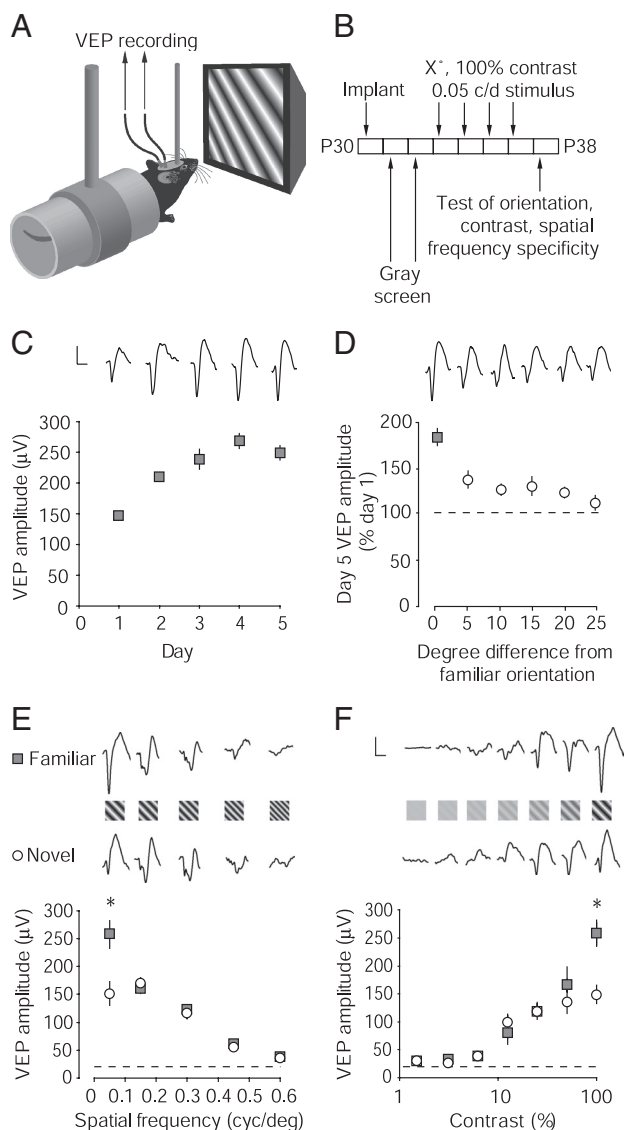 A
VEP recording
B
X˚, 100% contrast
0.05 c/d stimulus
Implant
P30
P38
Test of orientation,
contrast, spatial
frequency specificity
Gray
screen
C
VEP amplitude (μV)
300
250
200
150
100
50
0
1
2
3
4
5
Day
D
Day 5 VEP amplitude
(% day 1)
200
150
100
50
0
0
5
10
15
20
25
Degree difference from
familiar orientation
E
Familiar
Novel
*
VEP amplitude (μV)
300
250
200
150
100
50
0
0
0.1
0.2
0.3
0.4
0.5
0.6
Spatial frequency (cyc/deg)
F
*
VEP amplitude (μV)
300
250
200
150
100
50
0
1
10
100
Contrast (%)